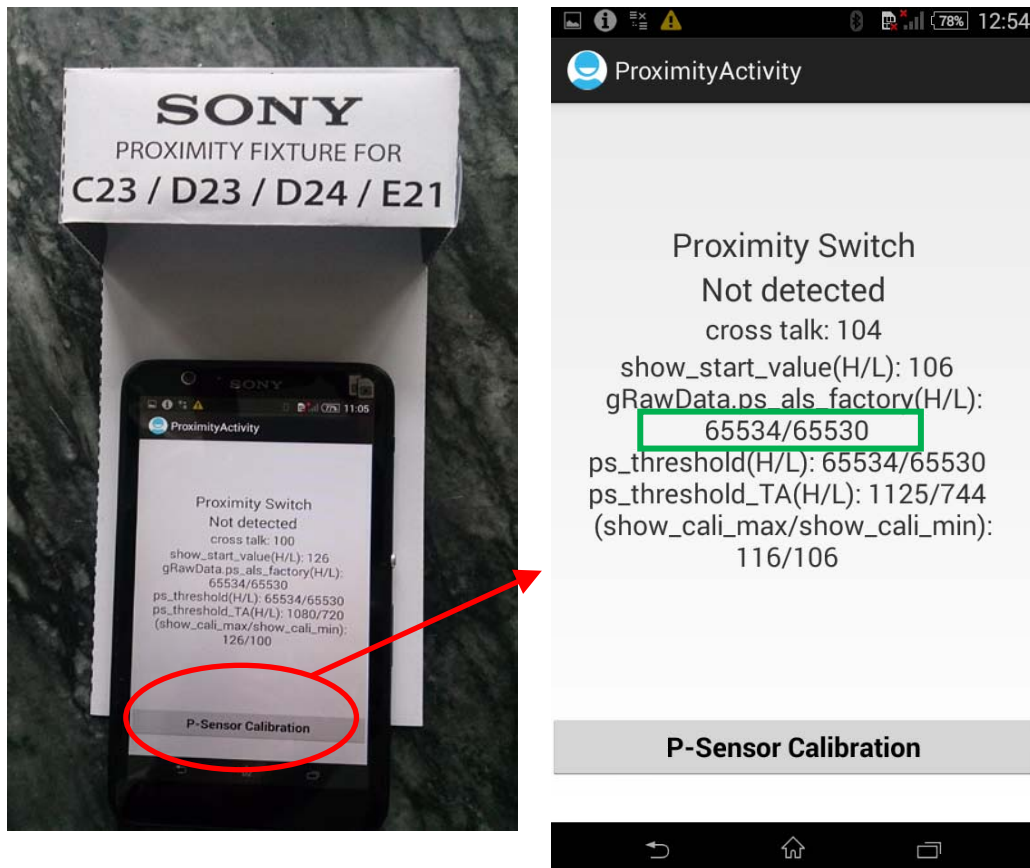 SONY
PROXIMITY FIXTURE FOR
C23 / D23 / D24 / E21
SONY
77% 11:05
ProximityActivity
Proximity Switch
Not detected
cross talk: 100
show_start_value(H/L): 126
gRawData.ps_als_factory(H/L):
65534/65530
ps_threshold(H/L): 65534/65530
ps_threshold_TA(H/L): 1080/720
(show_cali_max/show_cali_min):
126/100
P-Sensor Calibration
78% 12:54
ProximityActivity
Proximity Switch
Not detected
cross talk: 104
show_start_value(H/L): 106
gRawData.ps_als_factory(H/L):
65534/65530
ps_threshold(H/L): 65534/65530
ps_threshold_TA(H/L): 1125/744
(show_cali_max/show_cali_min):
116/106
P-Sensor Calibration